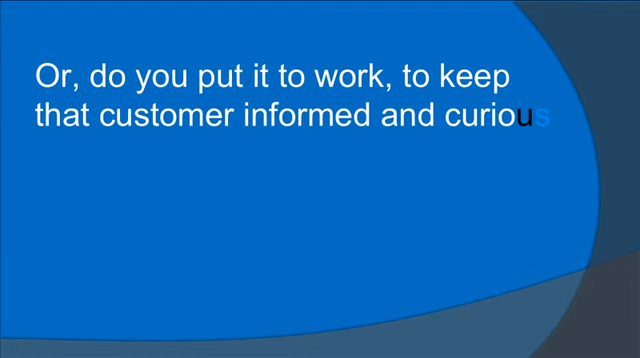 Or, do you put it to work, to keep
that customer informed and curious